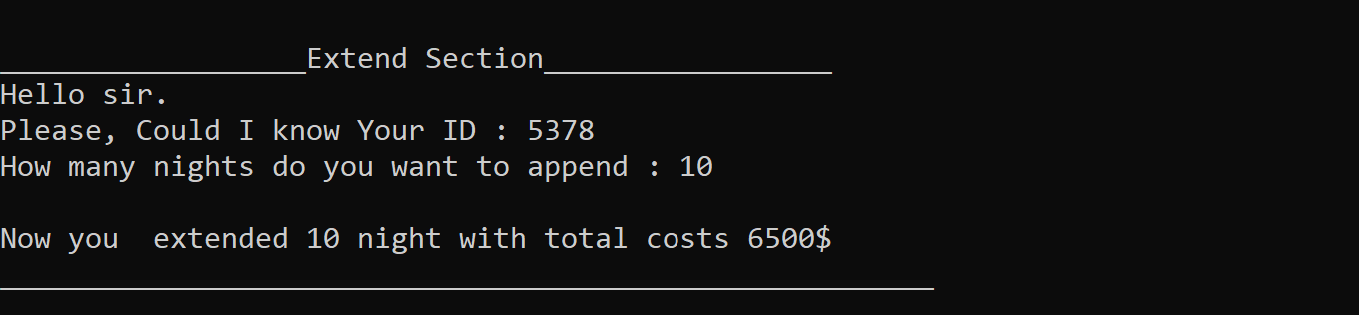 __________________Extend Section_________________
Hello sir.
Please, Could I know Your ID : 5378
How many nights do you want to append : 10
Now you  extended 10 night with total costs 6500$
_______________________________________________________